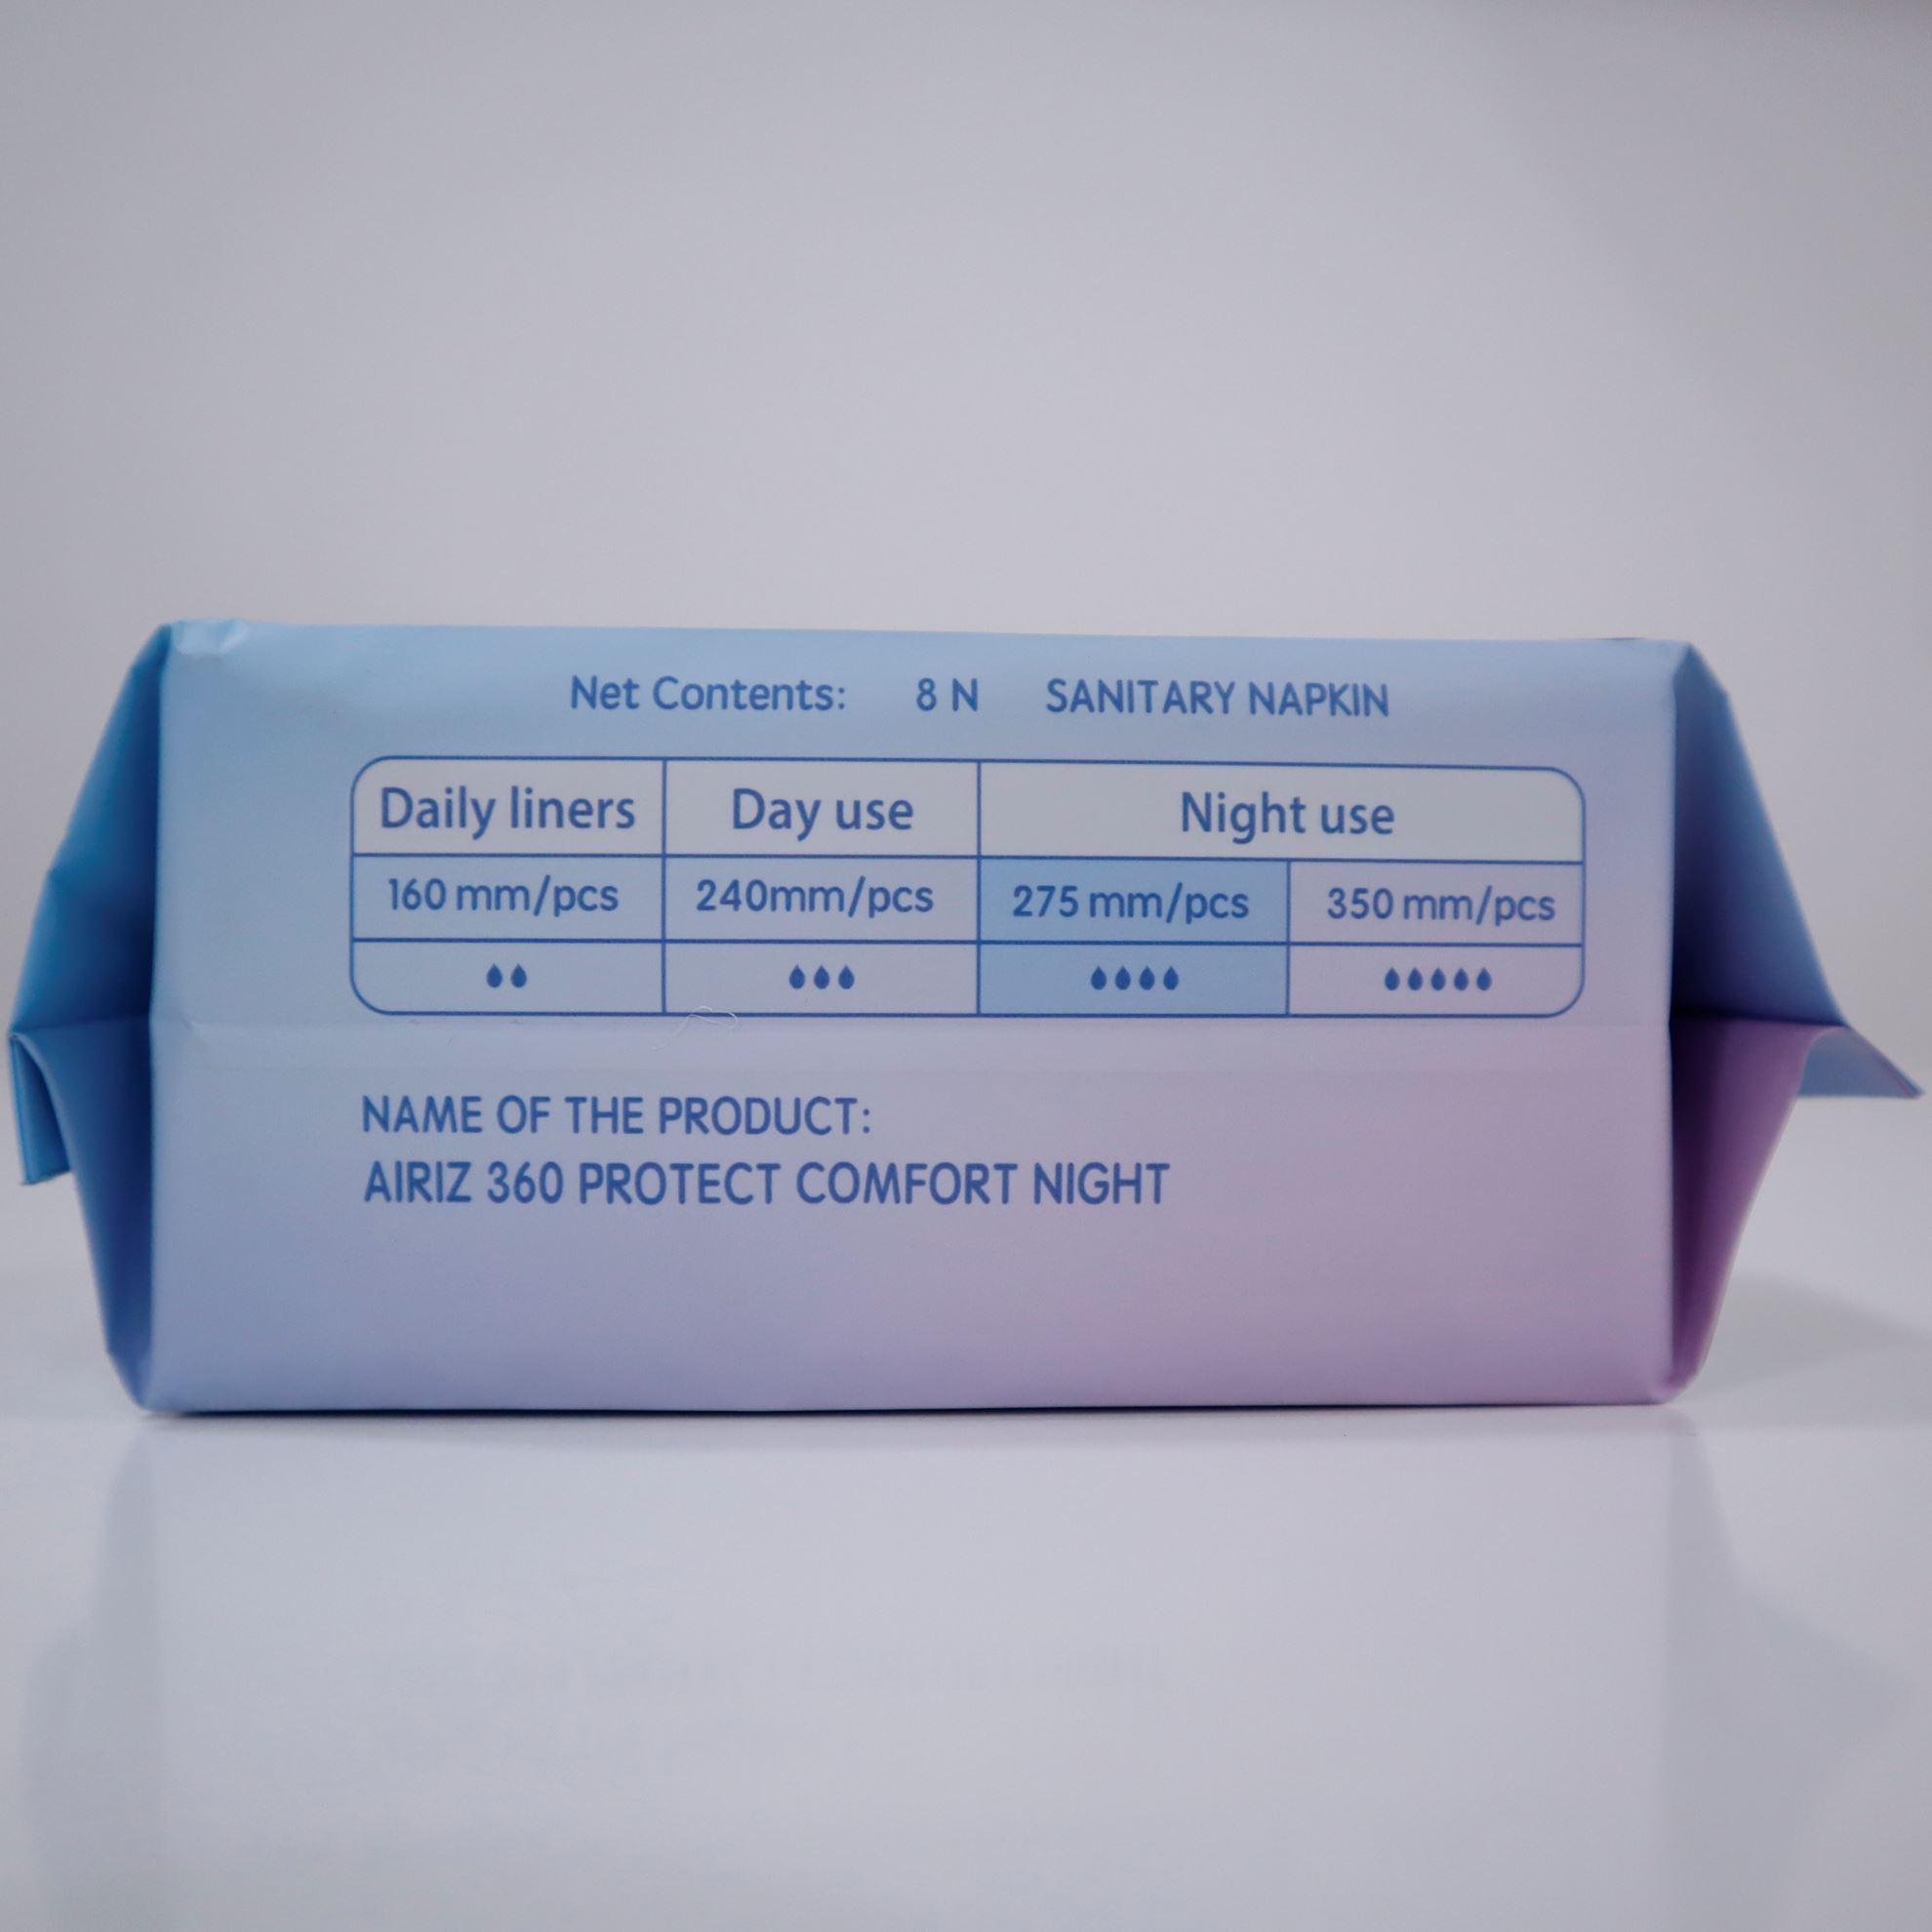 Net Contents: 8 N SANITARY NAPKIN
Daily liners Day use Night use
160 mm/pcs 240mm/pcs 275 mm/pcs 350 mm/pcs
NAME OF THE PRODUCT:
AIRIZ 360 PROTECT COMFORT NIGHT